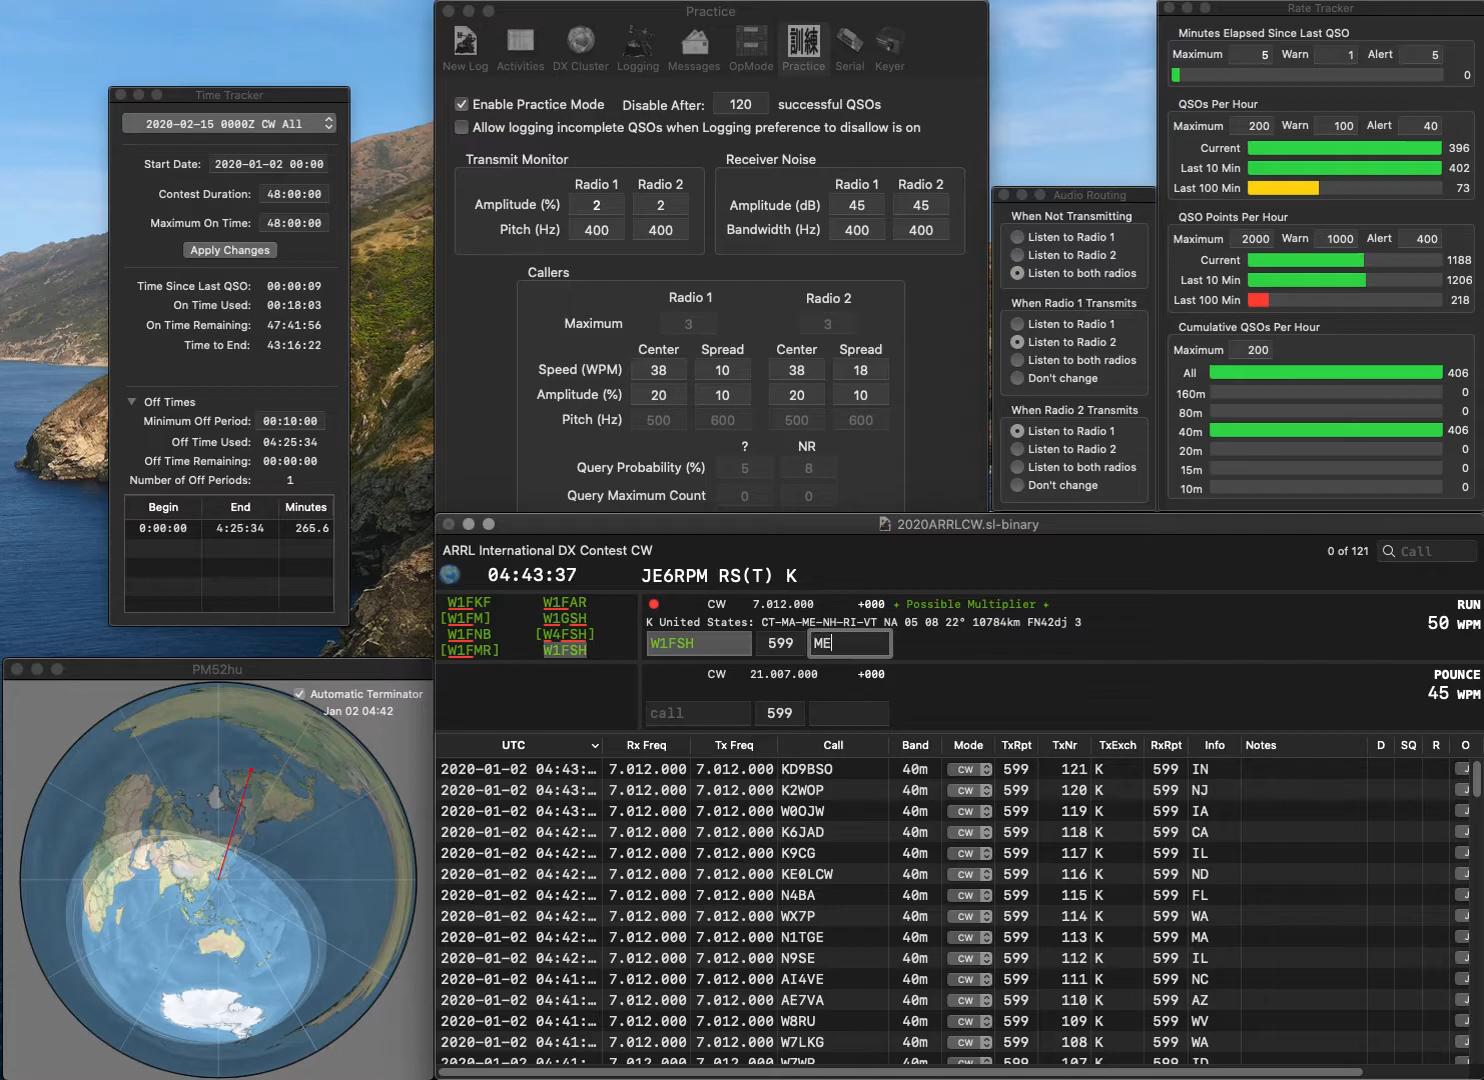 Time Tracker
2020-02-15 0000Z CW All
Start Date: 2020-01-02 00:00
Contest Duration: 48:00:00
Maximum On Time: 48:00:00
Apply Changes
Time Since Last QSO: 00:00:09
On Time Used: 00:18:03
On Time Remaining: 47:41:56
Time to End: 43:16:22
Off Times
Minimum Off Period: 00:10:00
Off Time Used: 04:25:34
Off Time Remaining: 00:00:00
Number of Off Periods: 1
Begin End Minutes
0:00:00 4:25:34 265.6
Practice
New Log Activities DX Cluster Logging Messages OpMode 訓練 Practice Serial Keyer
Enable Practice Mode Disable After: 120 successful QSOs
Allow logging incomplete QSOs when Logging preference to disallow is on
Transmit Monitor
Radio 1 Radio 2
Amplitude (%) 2 2
Pitch (Hz) 400 400
Receiver Noise
Radio 1 Radio 2
Amplitude (dB) 45 45
Bandwidth (Hz) 400 400
Callers
Radio 1 Radio 2
Maximum 3 3
Center Spread Center Spread
Speed (WPM) 38 10 38 18
Amplitude (%) 20 10 20 10
Pitch (Hz) 500 600 500 600
? NR
Query Probability (%) 5 8
Query Maximum Count 0 0
Audio Routing
When Not Transmitting
Listen to Radio 1
Listen to Radio 2
Listen to both radios
When Radio 1 Transmits
Listen to Radio 1
Listen to Radio 2
Listen to both radios
Don't change
When Radio 2 Transmits
Listen to Radio 1
Listen to Radio 2
Listen to both radios
Don't change
Rate Tracker
Minutes Elapsed Since Last QSO
Maximum 5 Warn 1 Alert 5
0
QSOs Per Hour
Maximum 200 Warn 100 Alert 40
Current 396
Last 10 Min 402
Last 100 Min 73
QSO Points Per Hour
Maximum 2000 Warn 1000 Alert 400
Current 1188
Last 10 Min 1206
Last 100 Min 218
Cumulative QSOs Per Hour
Maximum 200
All 406
160m 0
80m 0
40m 406
20m 0
15m 0
10m 0
PM52hu
Automatic Terminator
Jan 02 04:42
2020ARRLCW.sl-binary
ARRL International DX Contest CW 0 of 121 Call
04:43:37 JE6RPM RS(T) K
W1FKF W1FAR
[W1FM] W1GSH
W1FNB [W4FSH]
[W1FMR] W1FSH
CW 7.012.000 +000 + Possible Multiplier + RUN
K United States: CT-MA-ME-NH-RI-VT NA 05 08 22° 10784km FN42dj 3 50 WPM
W1FSH 599 ME
CW 21.007.000 +000 POUNCE
45 WPM
call 599
UTC Rx Freq Tx Freq Call Band Mode TxRpt TxNr TxExch RxRpt Info Notes D SQ R O
2020-01-02 04:43:… 7.012.000 7.012.000 KD9BSO 40m CW 599 121 K 599 IN
2020-01-02 04:43:… 7.012.000 7.012.000 K2WOP 40m CW 599 120 K 599 NJ
2020-01-02 04:43:… 7.012.000 7.012.000 W0OJW 40m CW 599 119 K 599 IA
2020-01-02 04:42:… 7.012.000 7.012.000 K6JAD 40m CW 599 118 K 599 CA
2020-01-02 04:42:… 7.012.000 7.012.000 K9CG 40m CW 599 117 K 599 IL
2020-01-02 04:42:… 7.012.000 7.012.000 KE0LCW 40m CW 599 116 K 599 ND
2020-01-02 04:42:… 7.012.000 7.012.000 N4BA 40m CW 599 115 K 599 FL
2020-01-02 04:42:… 7.012.000 7.012.000 WX7P 40m CW 599 114 K 599 WA
2020-01-02 04:42:… 7.012.000 7.012.000 N1TGE 40m CW 599 113 K 599 MA
2020-01-02 04:42:… 7.012.000 7.012.000 N9SE 40m CW 599 112 K 599 IL
2020-01-02 04:41:… 7.012.000 7.012.000 AI4VE 40m CW 599 111 K 599 NC
2020-01-02 04:41:… 7.012.000 7.012.000 AE7VA 40m CW 599 110 K 599 AZ
2020-01-02 04:41:… 7.012.000 7.012.000 W8RU 40m CW 599 109 K 599 WV
2020-01-02 04:41:… 7.012.000 7.012.000 W7LKG 40m CW 599 108 K 599 WA